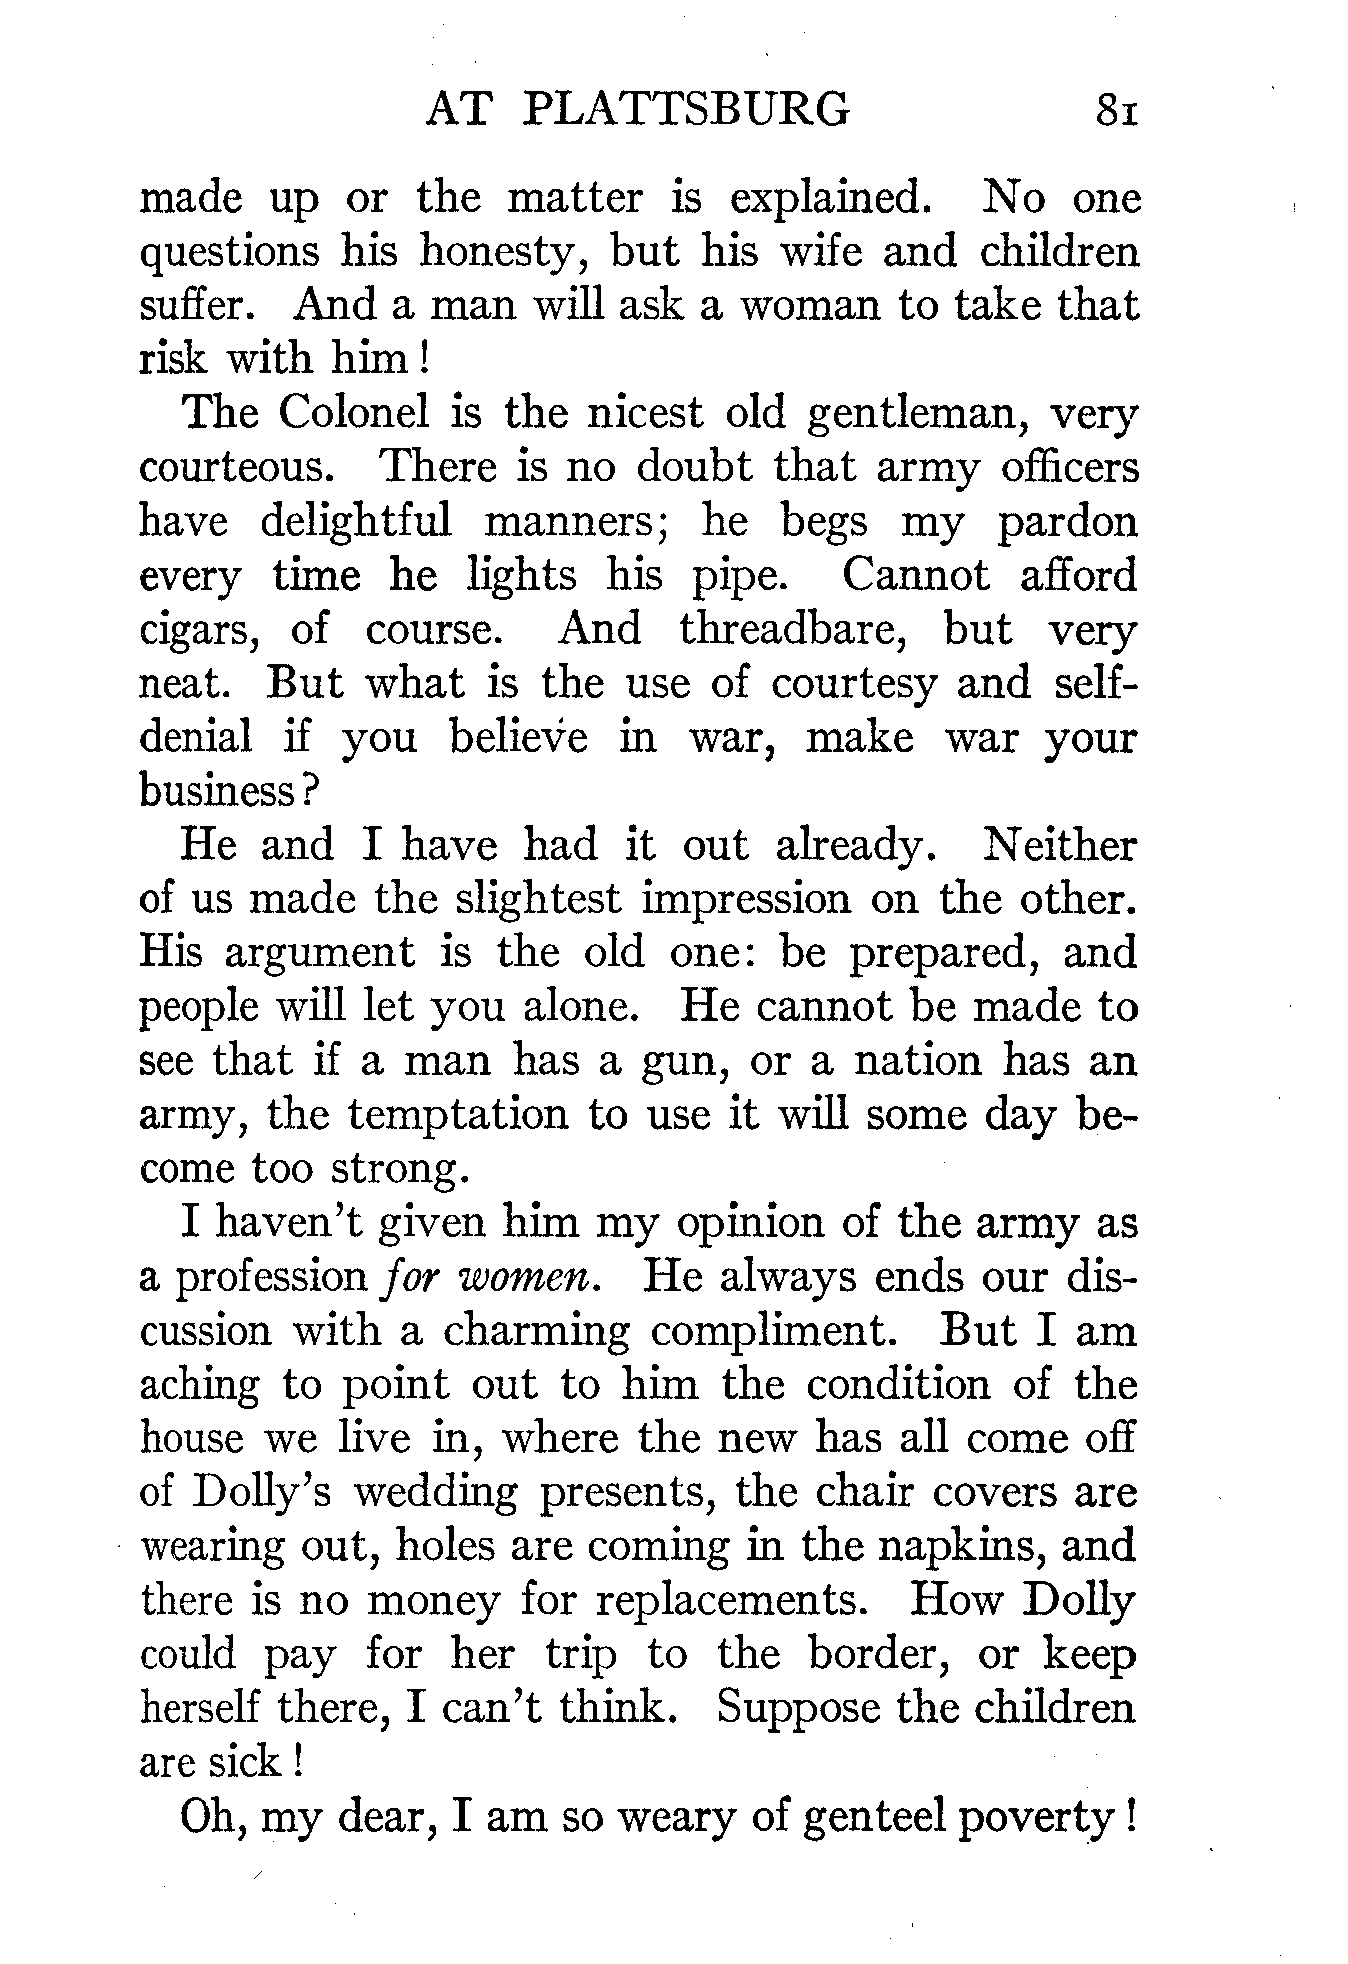 AT PLATTSBURG 81
made up or the matter is explained. No one
questions his honesty, but his wife and children
suffer. And a man will ask a woman to take that
risk with him!
The Colonel is the nicest old gentleman, very
courteous. There is no doubt that army officers
have delightful manners; he begs my pardon
every time he lights his pipe. Cannot afford
cigars, of course. And threadbare, but very
neat. But what is the use of courtesy and self-
denial if you believe in war, make war your
business?
He and I have had it out already. Neither
of us made the slightest impression on the other.
His argument is the old one: be prepared, and
people will let you alone. He cannot be made to
see that if a man has a gun, or a nation has an
army, the temptation to use it will some day be-
come too strong.
I haven't given him my opinion of the army as
a profession for women. He always ends our dis-
cussion with a charming compliment. But I am
aching to point out to him the condition of the
house we live in, where the new has all come off
of Dolly's wedding presents, the chair covers are
wearing out, holes are coming in the napkins, and
there is no money for replacements. How Dolly
could pay for her trip to the border, or keep
herself there, I can't think. Suppose the children
are sick!
Oh, my dear, I am so weary of genteel poverty!